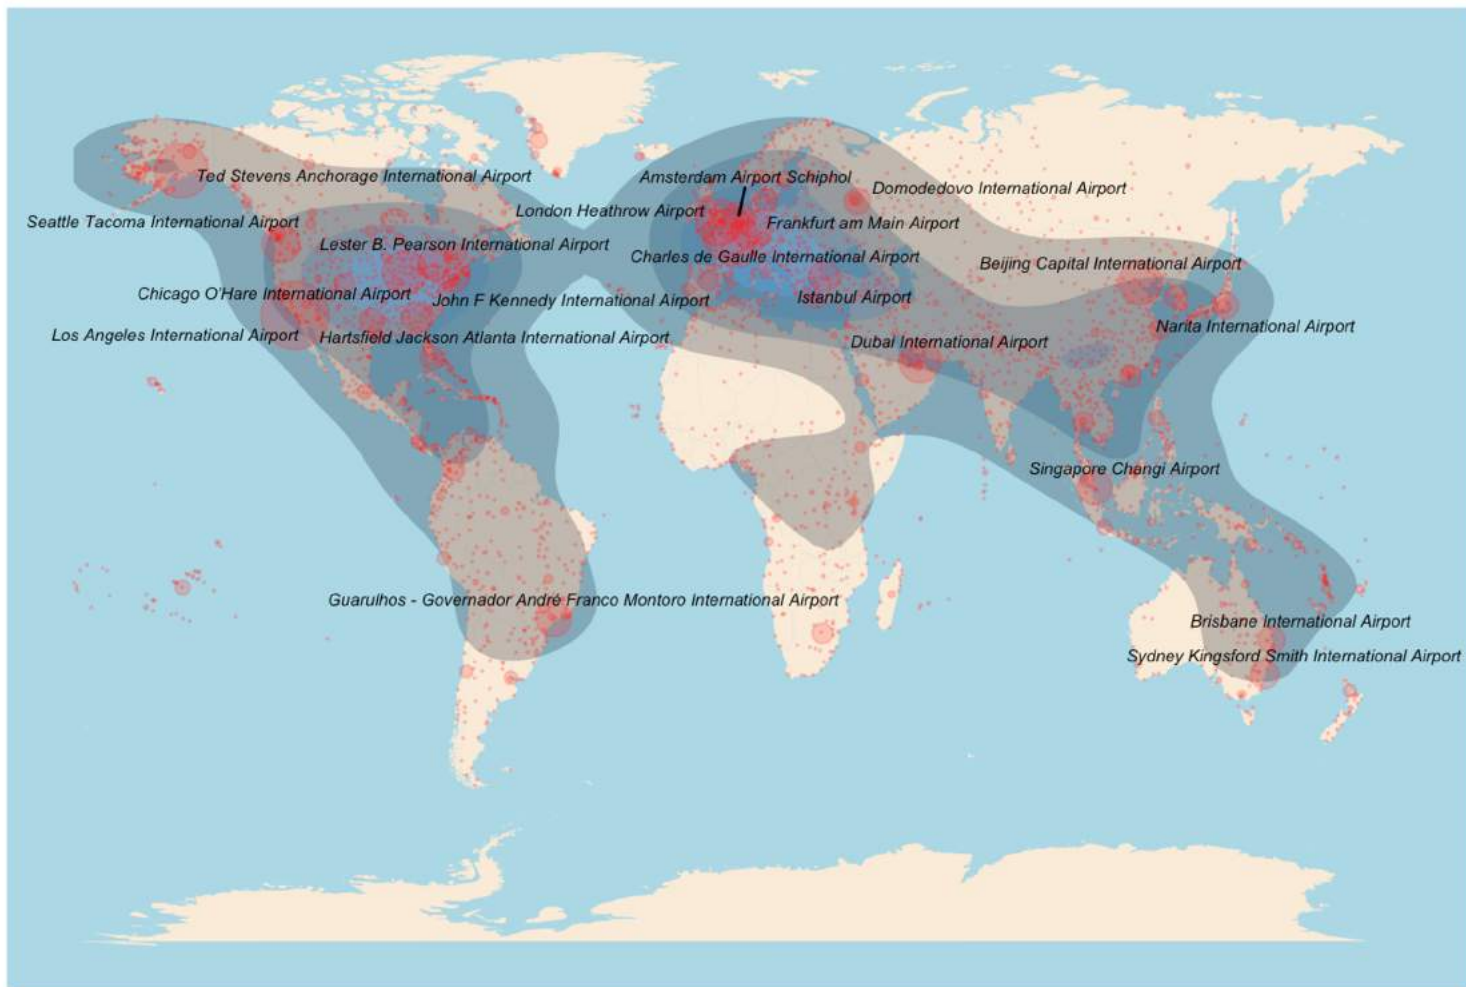 Ted Stevens Anchorage International Airport
Amsterdam Airport Schiphol
Domodedovo International Airport
Seattle Tacoma International Airport
London Heathrow Airport
Frankfurt am Main Airport
Lester B. Pearson International Airport
Charles de Gaulle International Airport
Beijing Capital International Airport
Chicago O'Hare International Airport
John F Kennedy International Airport
Istanbul Airport
Narita International Airport
Los Angeles International Airport
Hartsfield Jackson Atlanta International Airport
Dubai International Airport
Singapore Changi Airport
Guarulhos - Governador André Franco Montoro International Airport
Brisbane International Airport
Sydney Kingsford Smith International Airport